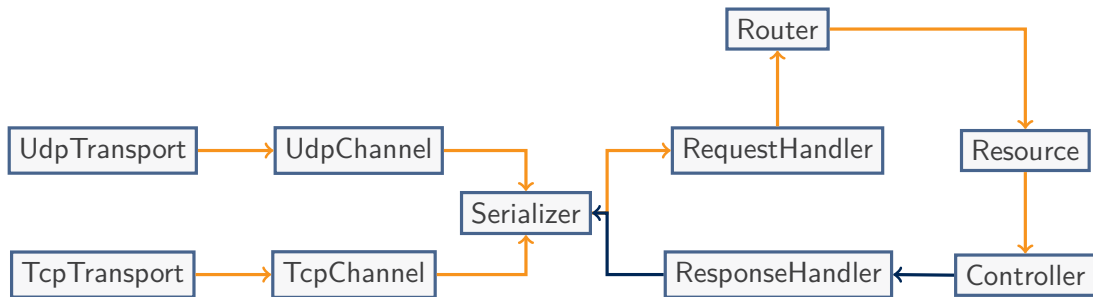 Router
UdpTransport
UdpChannel
RequestHandler
Resource
Serializer
TcpTransport
TcpChannel
ResponseHandler
Controller